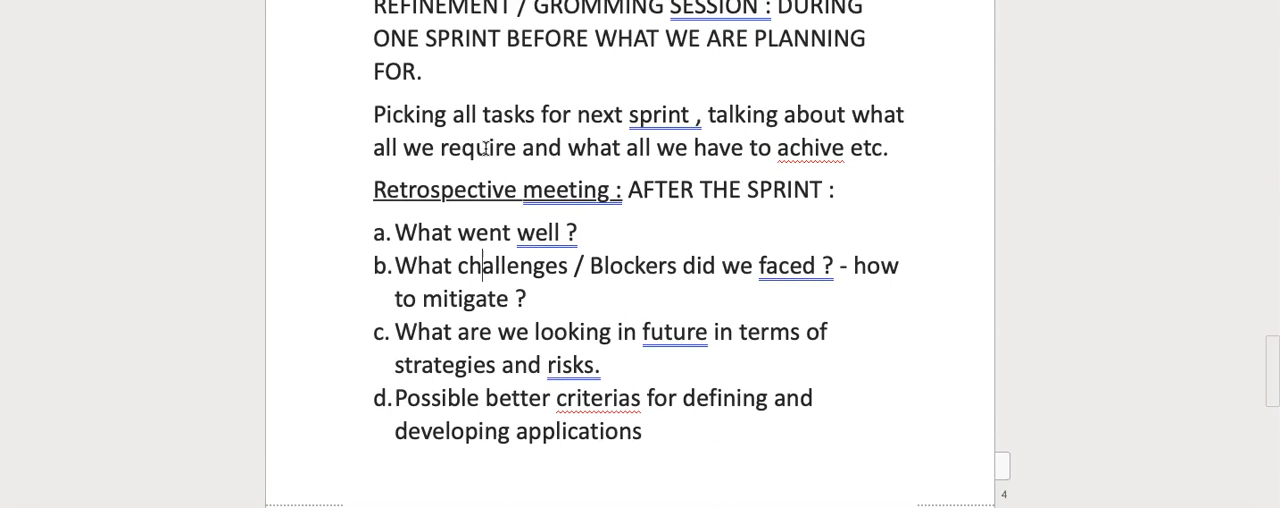 REFINEMENT / GROMMING SESSION : DURING
ONE SPRINT BEFORE WHAT WE ARE PLANNING
FOR.
Picking all tasks for next sprint , talking about what
all we require and what all we have to achive etc.
Retrospective meeting : AFTER THE SPRINT :
a. What went well ?
b. What challenges / Blockers did we faced ? - how
to mitigate ?
c. What are we looking in future in terms of
strategies and risks.
d. Possible better criterias for defining and
developing applications
4